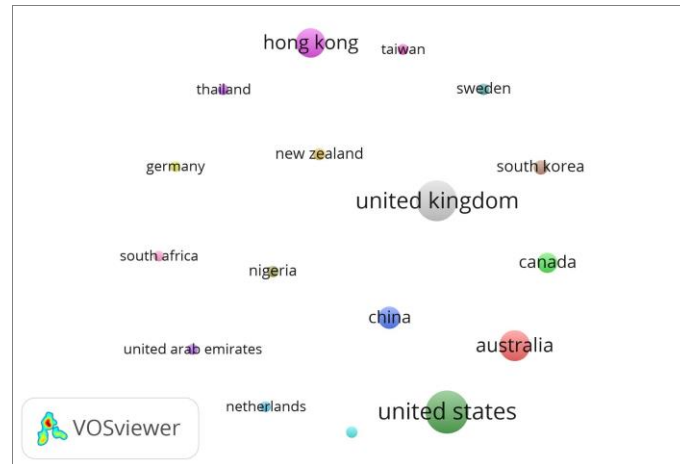 hong kong
taiwan
thailand
sweden
new zealand
germany
south korea
united kingdom
south africa
nigeria
canada
china
australia
united arab emirates
netherlands
united states
VOSviewer